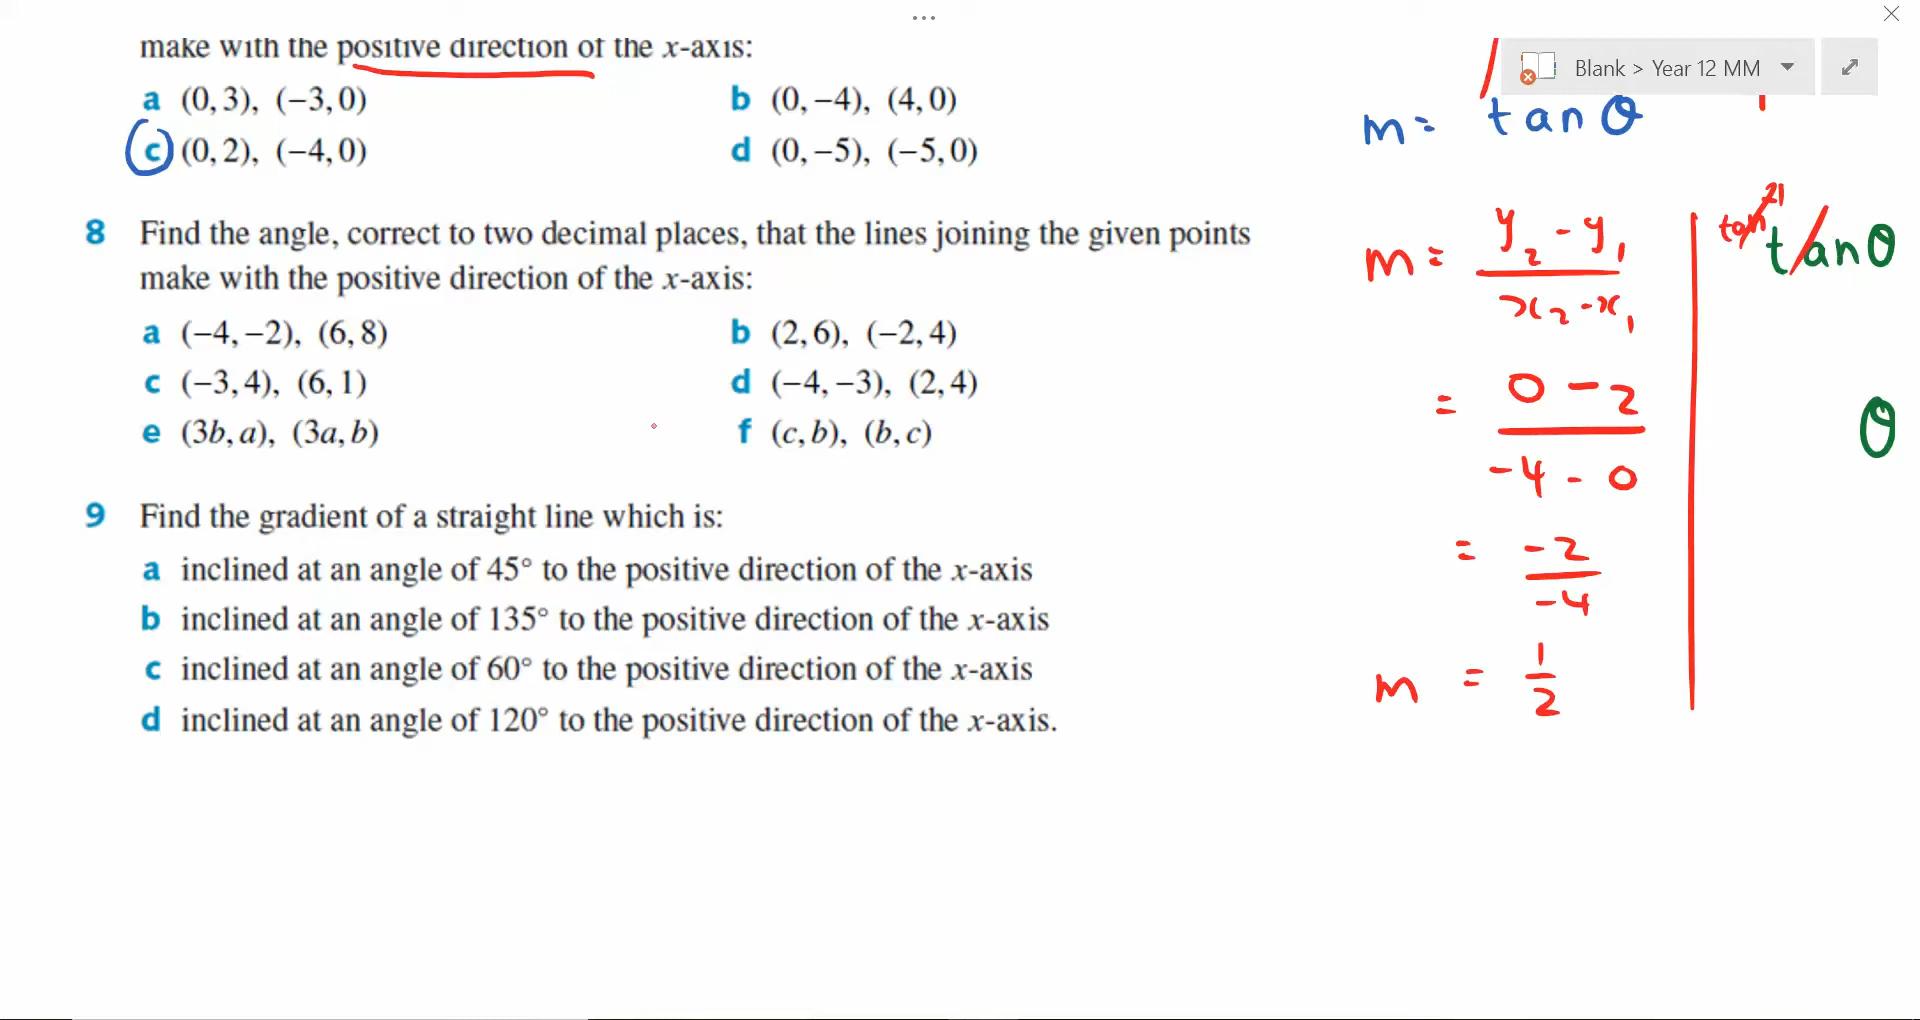 make with the positive direction of the x-axis:
a (0, 3), (−3, 0)
b (0, −4), (4, 0)
c (0, 2), (−4, 0)
d (0, −5), (−5, 0)
8 Find the angle, correct to two decimal places, that the lines joining the given points
make with the positive direction of the x-axis:
a (−4, −2), (6, 8)
b (2, 6), (−2, 4)
c (−3, 4), (6, 1)
d (−4, −3), (2, 4)
e (3b, a), (3a, b)
f (c, b), (b, c)
9 Find the gradient of a straight line which is:
a inclined at an angle of 45° to the positive direction of the x-axis
b inclined at an angle of 135° to the positive direction of the x-axis
c inclined at an angle of 60° to the positive direction of the x-axis
d inclined at an angle of 120° to the positive direction of the x-axis.
Blank > Year 12 MM
m = tan θ
m = y₂ - y₁
x₂ - x₁
= 0 - 2
-4 - 0
= -2
-4
m = 1
2
tan θ
θ